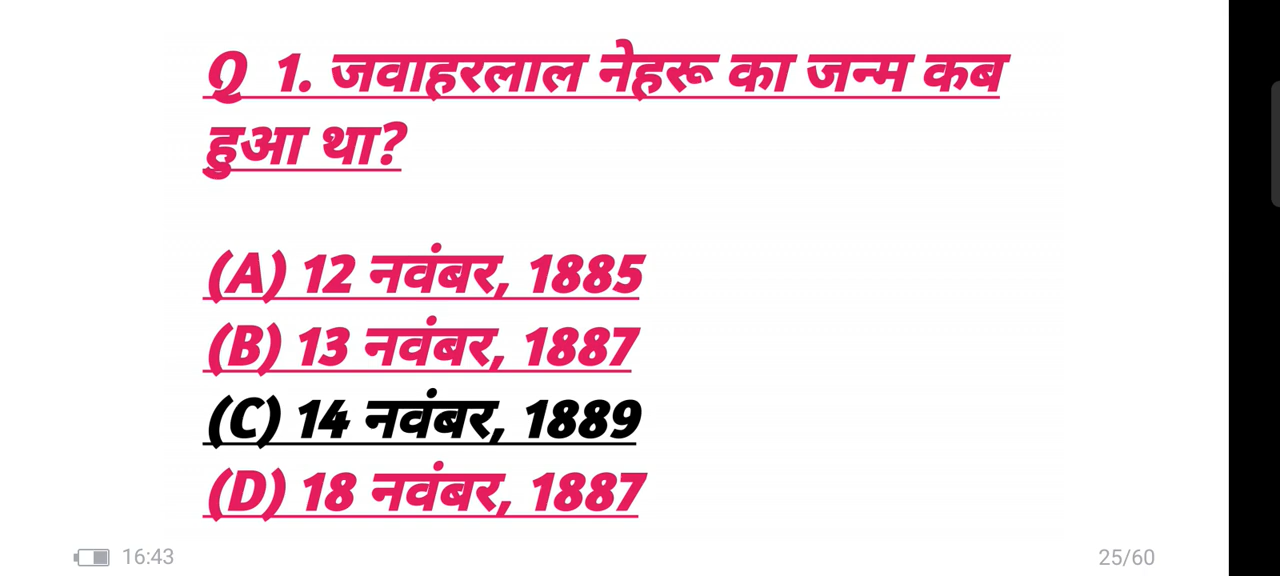 Q 1. जवाहरलाल नेहरू का जन्म कब
हुआ था?
(A) 12 नवंबर, 1885
(B) 13 नवंबर, 1887
(C) 14 नवंबर, 1889
(D) 18 नवंबर, 1887
16:43
25/60